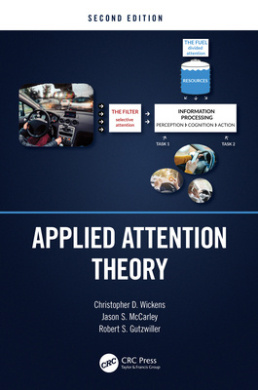 SECOND EDITION
THE FUEL
divided
attention
RESOURCES
THE FILTER
selective
attention
INFORMATION
PROCESSING
PERCEPTION › COGNITION › ACTION
TASK 1
TASK 2
APPLIED ATTENTION
THEORY
Christopher D. Wickens
Jason S. McCarley
Robert S. Gutzwiller
CRC
CRC Press
Taylor & Francis Group